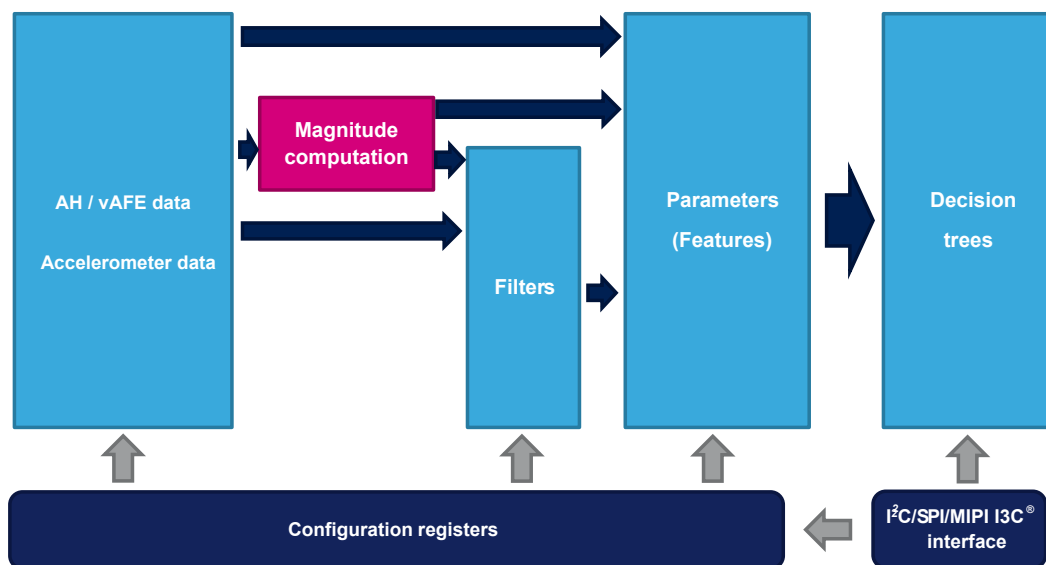 Magnitude
computation
AH / vAFE data
Accelerometer data
Filters
Parameters
(Features)
Decision
trees
Configuration registers
I²C/SPI/MIPI I3C®
interface